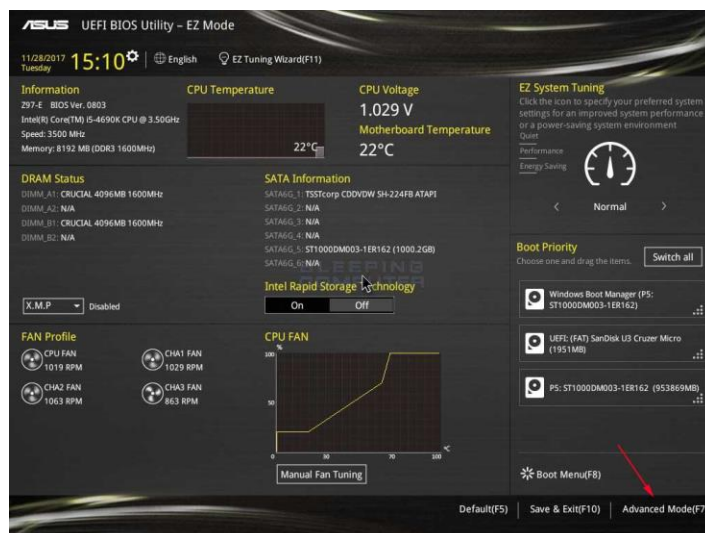 ASUS UEFI BIOS Utility – EZ Mode
11/28/2017
Tuesday
15:10
English
EZ Tuning Wizard(F11)
Information
Z97-E BIOS Ver. 0803
Intel(R) Core(TM) i5-4690K CPU @ 3.50GHz
Speed: 3500 MHz
Memory: 8192 MB (DDR3 1600MHz)
CPU Temperature
22°C
CPU Voltage
1.029 V
Motherboard Temperature
22°C
EZ System Tuning
Click the icon to specify your preferred system
settings for an improved system performance
or a power-saving system environment
Quiet
Performance
Energy Saving
Normal
DRAM Status
DIMM_A1: CRUCIAL 4096MB 1600MHz
DIMM_A2: N/A
DIMM_B1: CRUCIAL 4096MB 1600MHz
DIMM_B2: N/A
X.M.P
Disabled
SATA Information
SATA6G_1: TSSTcorp CDDVDW SH-224FB ATAPI
SATA6G_2: N/A
SATA6G_3: N/A
SATA6G_4: N/A
SATA6G_5: ST1000DM003-1ER162 (1000.2GB)
SATA6G_6: N/A
BLEEPING
COMPUTER
Intel Rapid Storage Technology
On Off
Boot Priority
Choose one and drag the items.
Switch all
Windows Boot Manager (P5:
ST1000DM003-1ER162)
UEFI: (FAT) SanDisk U3 Cruzer Micro
(1951MB)
P5: ST1000DM003-1ER162 (953869MB)
FAN Profile
CPU FAN
1019 RPM
CHA1 FAN
1029 RPM
CHA2 FAN
1063 RPM
CHA3 FAN
863 RPM
CPU FAN
%
100
50
0 30 70 100
°C
Manual Fan Tuning
Boot Menu(F8)
Default(F5)
Save & Exit(F10)
Advanced Mode(F7